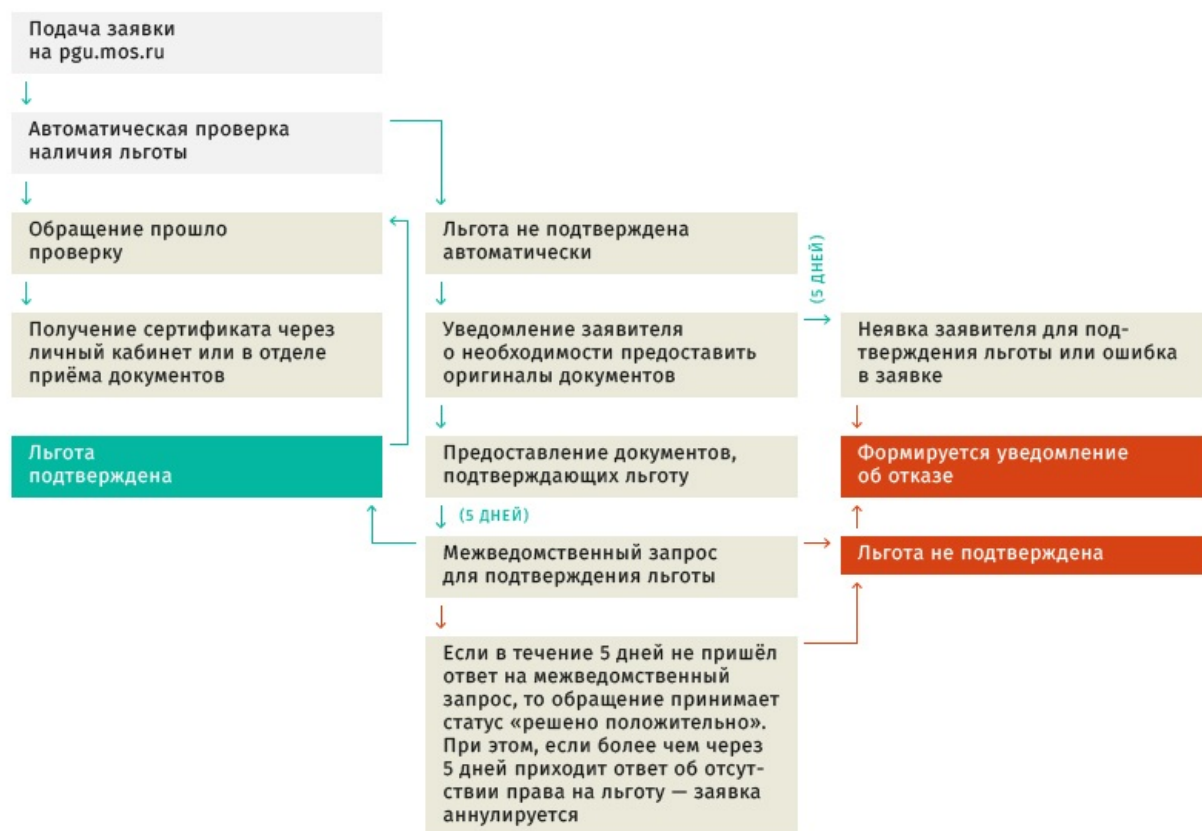 Подача заявки
на pgu.mos.ru
Автоматическая проверка
наличия льготы
Обращение прошло
проверку
Получение сертификата через
личный кабинет или в отделе
приёма документов
Льгота
подтверждена
Льгота не подтверждена
автоматически
(5 ДНЕЙ)
Уведомление заявителя
о необходимости предоставить
оригиналы документов
Неявка заявителя для под-
тверждения льготы или ошибка
в заявке
Предоставление документов,
подтверждающих льготу
Формируется уведомление
об отказе
(5 ДНЕЙ)
Межведомственный запрос
для подтверждения льготы
Льгота не подтверждена
Если в течение 5 дней не пришёл
ответ на межведомственный
запрос, то обращение принимает
статус «решено положительно».
При этом, если более чем через
5 дней приходит ответ об отсут-
ствии права на льготу — заявка
аннулируется